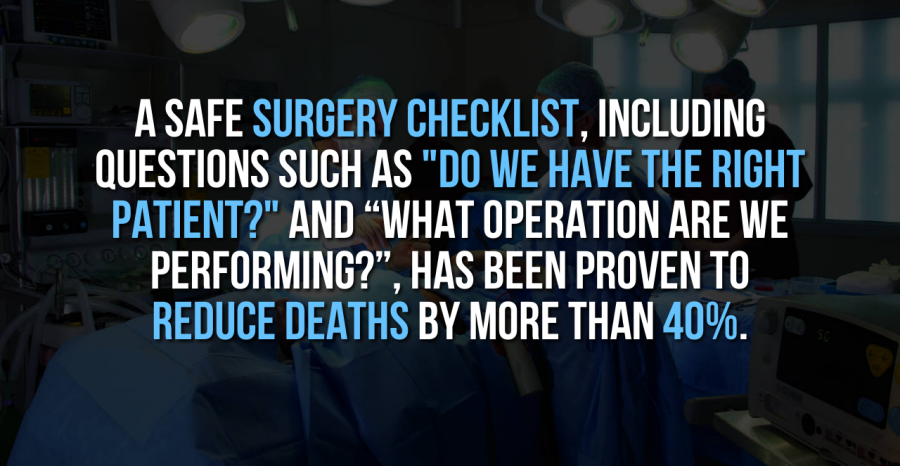 A SAFE SURGERY CHECKLIST, INCLUDING
QUESTIONS SUCH AS "DO WE HAVE THE RIGHT
PATIENT?" AND “WHAT OPERATION ARE WE
PERFORMING?”, HAS BEEN PROVEN TO
REDUCE DEATHS BY MORE THAN 40%.